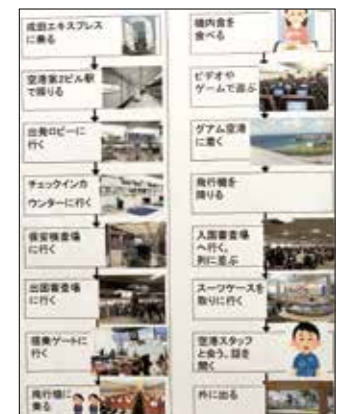 成田エキスプレス
に乗る
空港第2ビル駅
で降りる
出発ロビーに
行く
チェックインカ
ウンターに行く
保安検査場
に行く
出国審査場
に行く
搭乗ゲートに
行く
飛行機に
乗る
機内食を
食べる
ビデオや
ゲームで遊ぶ
グアム空港
に着く
飛行機を
降りる
入国審査場
へ行く。
列に並ぶ
スーツケースを
取りに行く
空港スタッフ
と会う。話を
聞く
外に出る